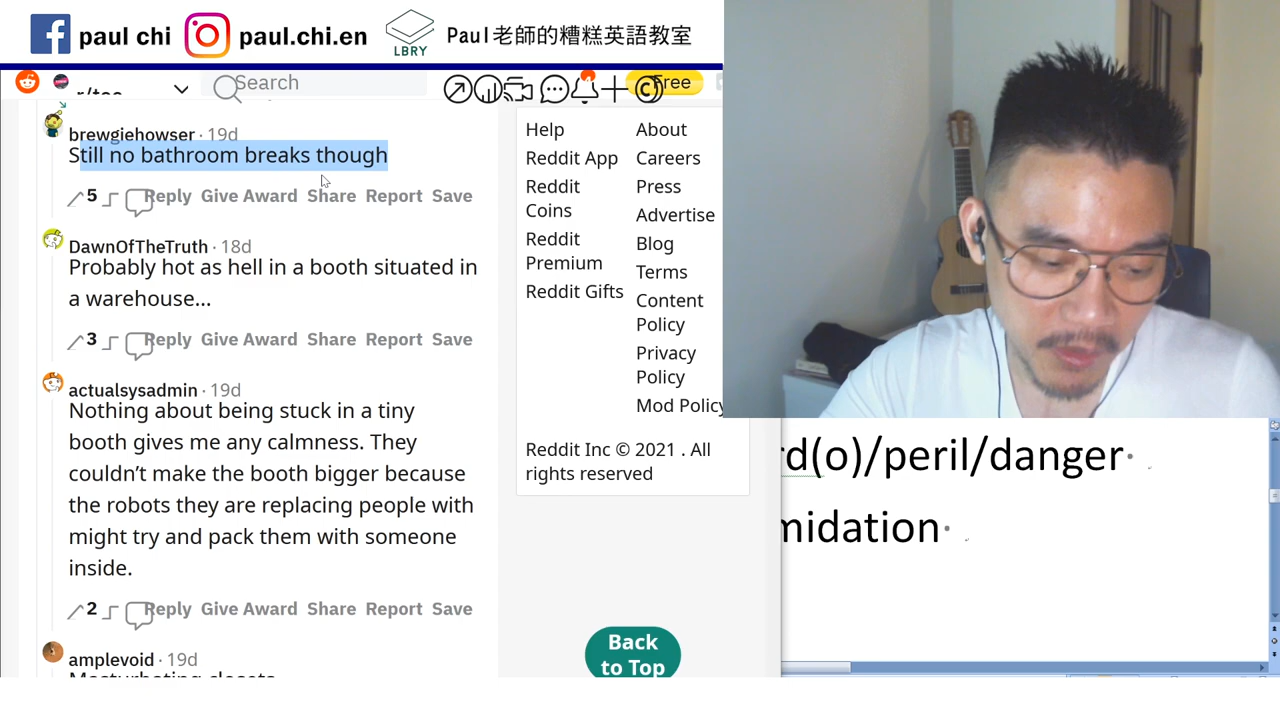 paul chi paul.chi.en LBRY Paul老師的糟糕英語教室
Search
Free
brewgiehowser · 19d
Still no bathroom breaks though
5 Reply Give Award Share Report Save
DawnOfTheTruth · 18d
Probably hot as hell in a booth situated in
a warehouse...
3 Reply Give Award Share Report Save
actualsysadmin · 19d
Nothing about being stuck in a tiny
booth gives me any calmness. They
couldn’t make the booth bigger because
the robots they are replacing people with
might try and pack them with someone
inside.
2 Reply Give Award Share Report Save
amplevoid · 19d
Help
Reddit App
Reddit
Coins
Reddit
Premium
Reddit Gifts
About
Careers
Press
Advertise
Blog
Terms
Content
Policy
Privacy
Policy
Mod Policy
Reddit Inc © 2021 . All
rights reserved
Back
to Top
rd(o)/peril/danger
midation